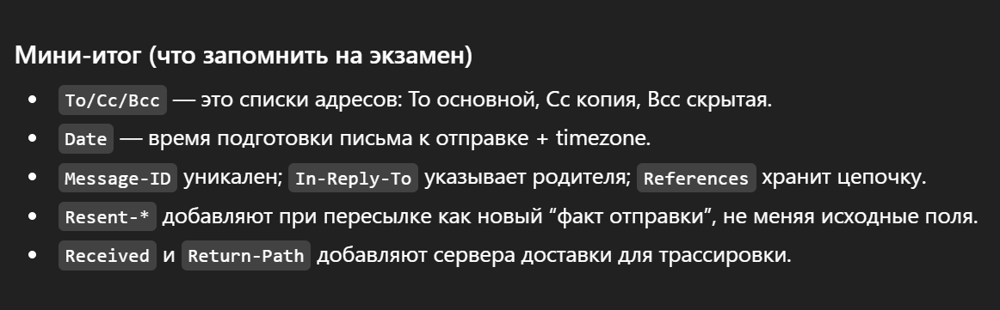 Мини-итог (что запомнить на экзамен)
• To/Cc/Bcc — это списки адресов: To основной, Cc копия, Bcc скрытая.
• Date — время подготовки письма к отправке + timezone.
• Message-ID уникален; In-Reply-To указывает родителя; References хранит цепочку.
• Resent-* добавляют при пересылке как новый “факт отправки”, не меняя исходные поля.
• Received и Return-Path добавляют сервера доставки для трассировки.